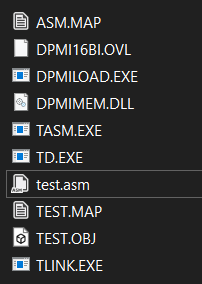 ASM.MAP
DPMI16BI.OVL
DPMILOAD.EXE
DPMIMEM.DLL
TASM.EXE
TD.EXE
test.asm
TEST.MAP
TEST.OBJ
TLINK.EXE